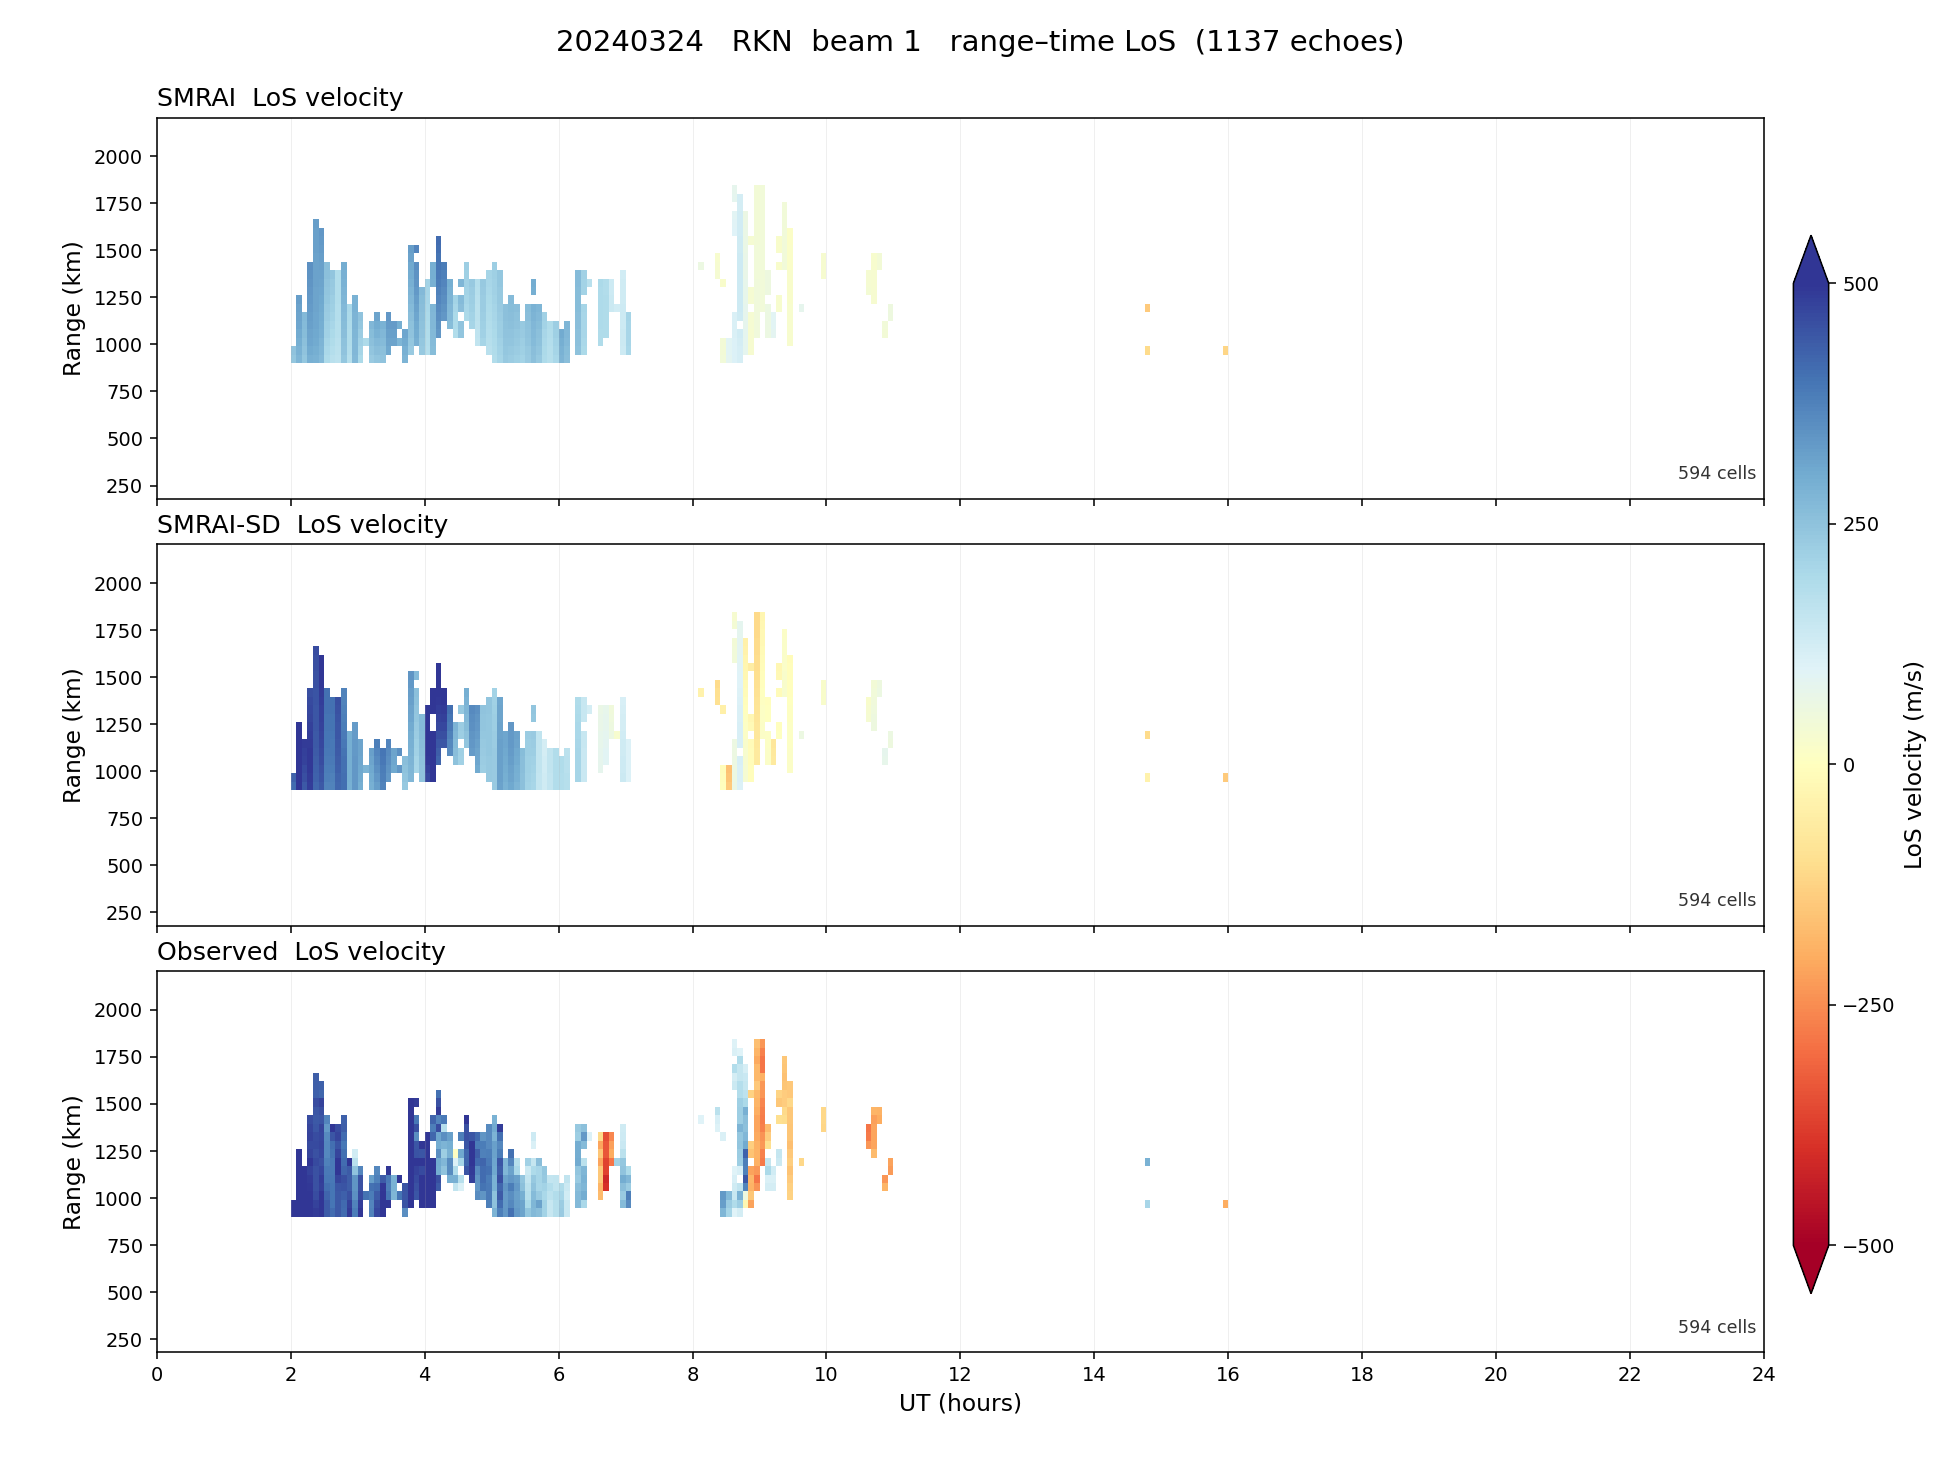 20240324   RKN  beam 1   range–time LoS  (1137 echoes)
SMRAI  LoS velocity
2000
1750
1500
1250
1000
750
500
250
Range (km)
594 cells
SMRAI-SD  LoS velocity
2000
1750
1500
1250
1000
750
500
250
Range (km)
594 cells
Observed  LoS velocity
2000
1750
1500
1250
1000
750
500
250
Range (km)
594 cells
0 2 4 6 8 10 12 14 16 18 20 22 24
UT (hours)
500
250
0
−250
−500
LoS velocity (m/s)